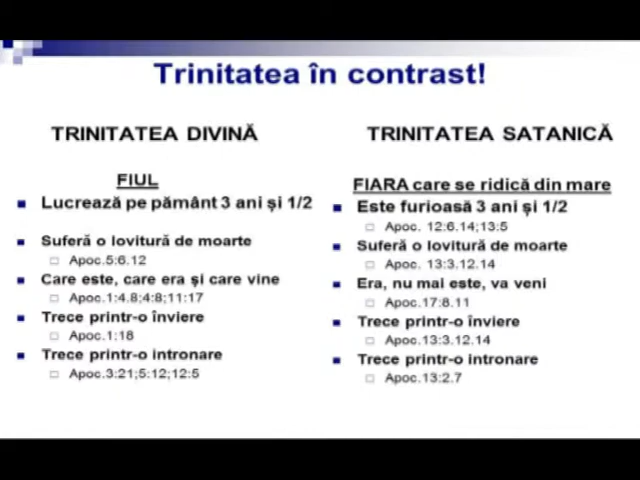 Trinitatea în contrast!
TRINITATEA DIVINĂ
FIUL
Lucrează pe pământ 3 ani și 1/2
Suferă o lovitură de moarte
Apoc.5:6.12
Care este, care era și care vine
Apoc.1:4.8;4:8;11:17
Trece printr-o înviere
Apoc.1:18
Trece printr-o intronare
Apoc.3:21;5:12;12:5
TRINITATEA SATANICĂ
FIARA care se ridică din mare
Este furioasă 3 ani și 1/2
Apoc. 12:6.14;13:5
Suferă o lovitură de moarte
Apoc. 13:3.12.14
Era, nu mai este, va veni
Apoc.17:8.11
Trece printr-o înviere
Apoc.13:3.12.14
Trece printr-o intronare
Apoc.13:2.7